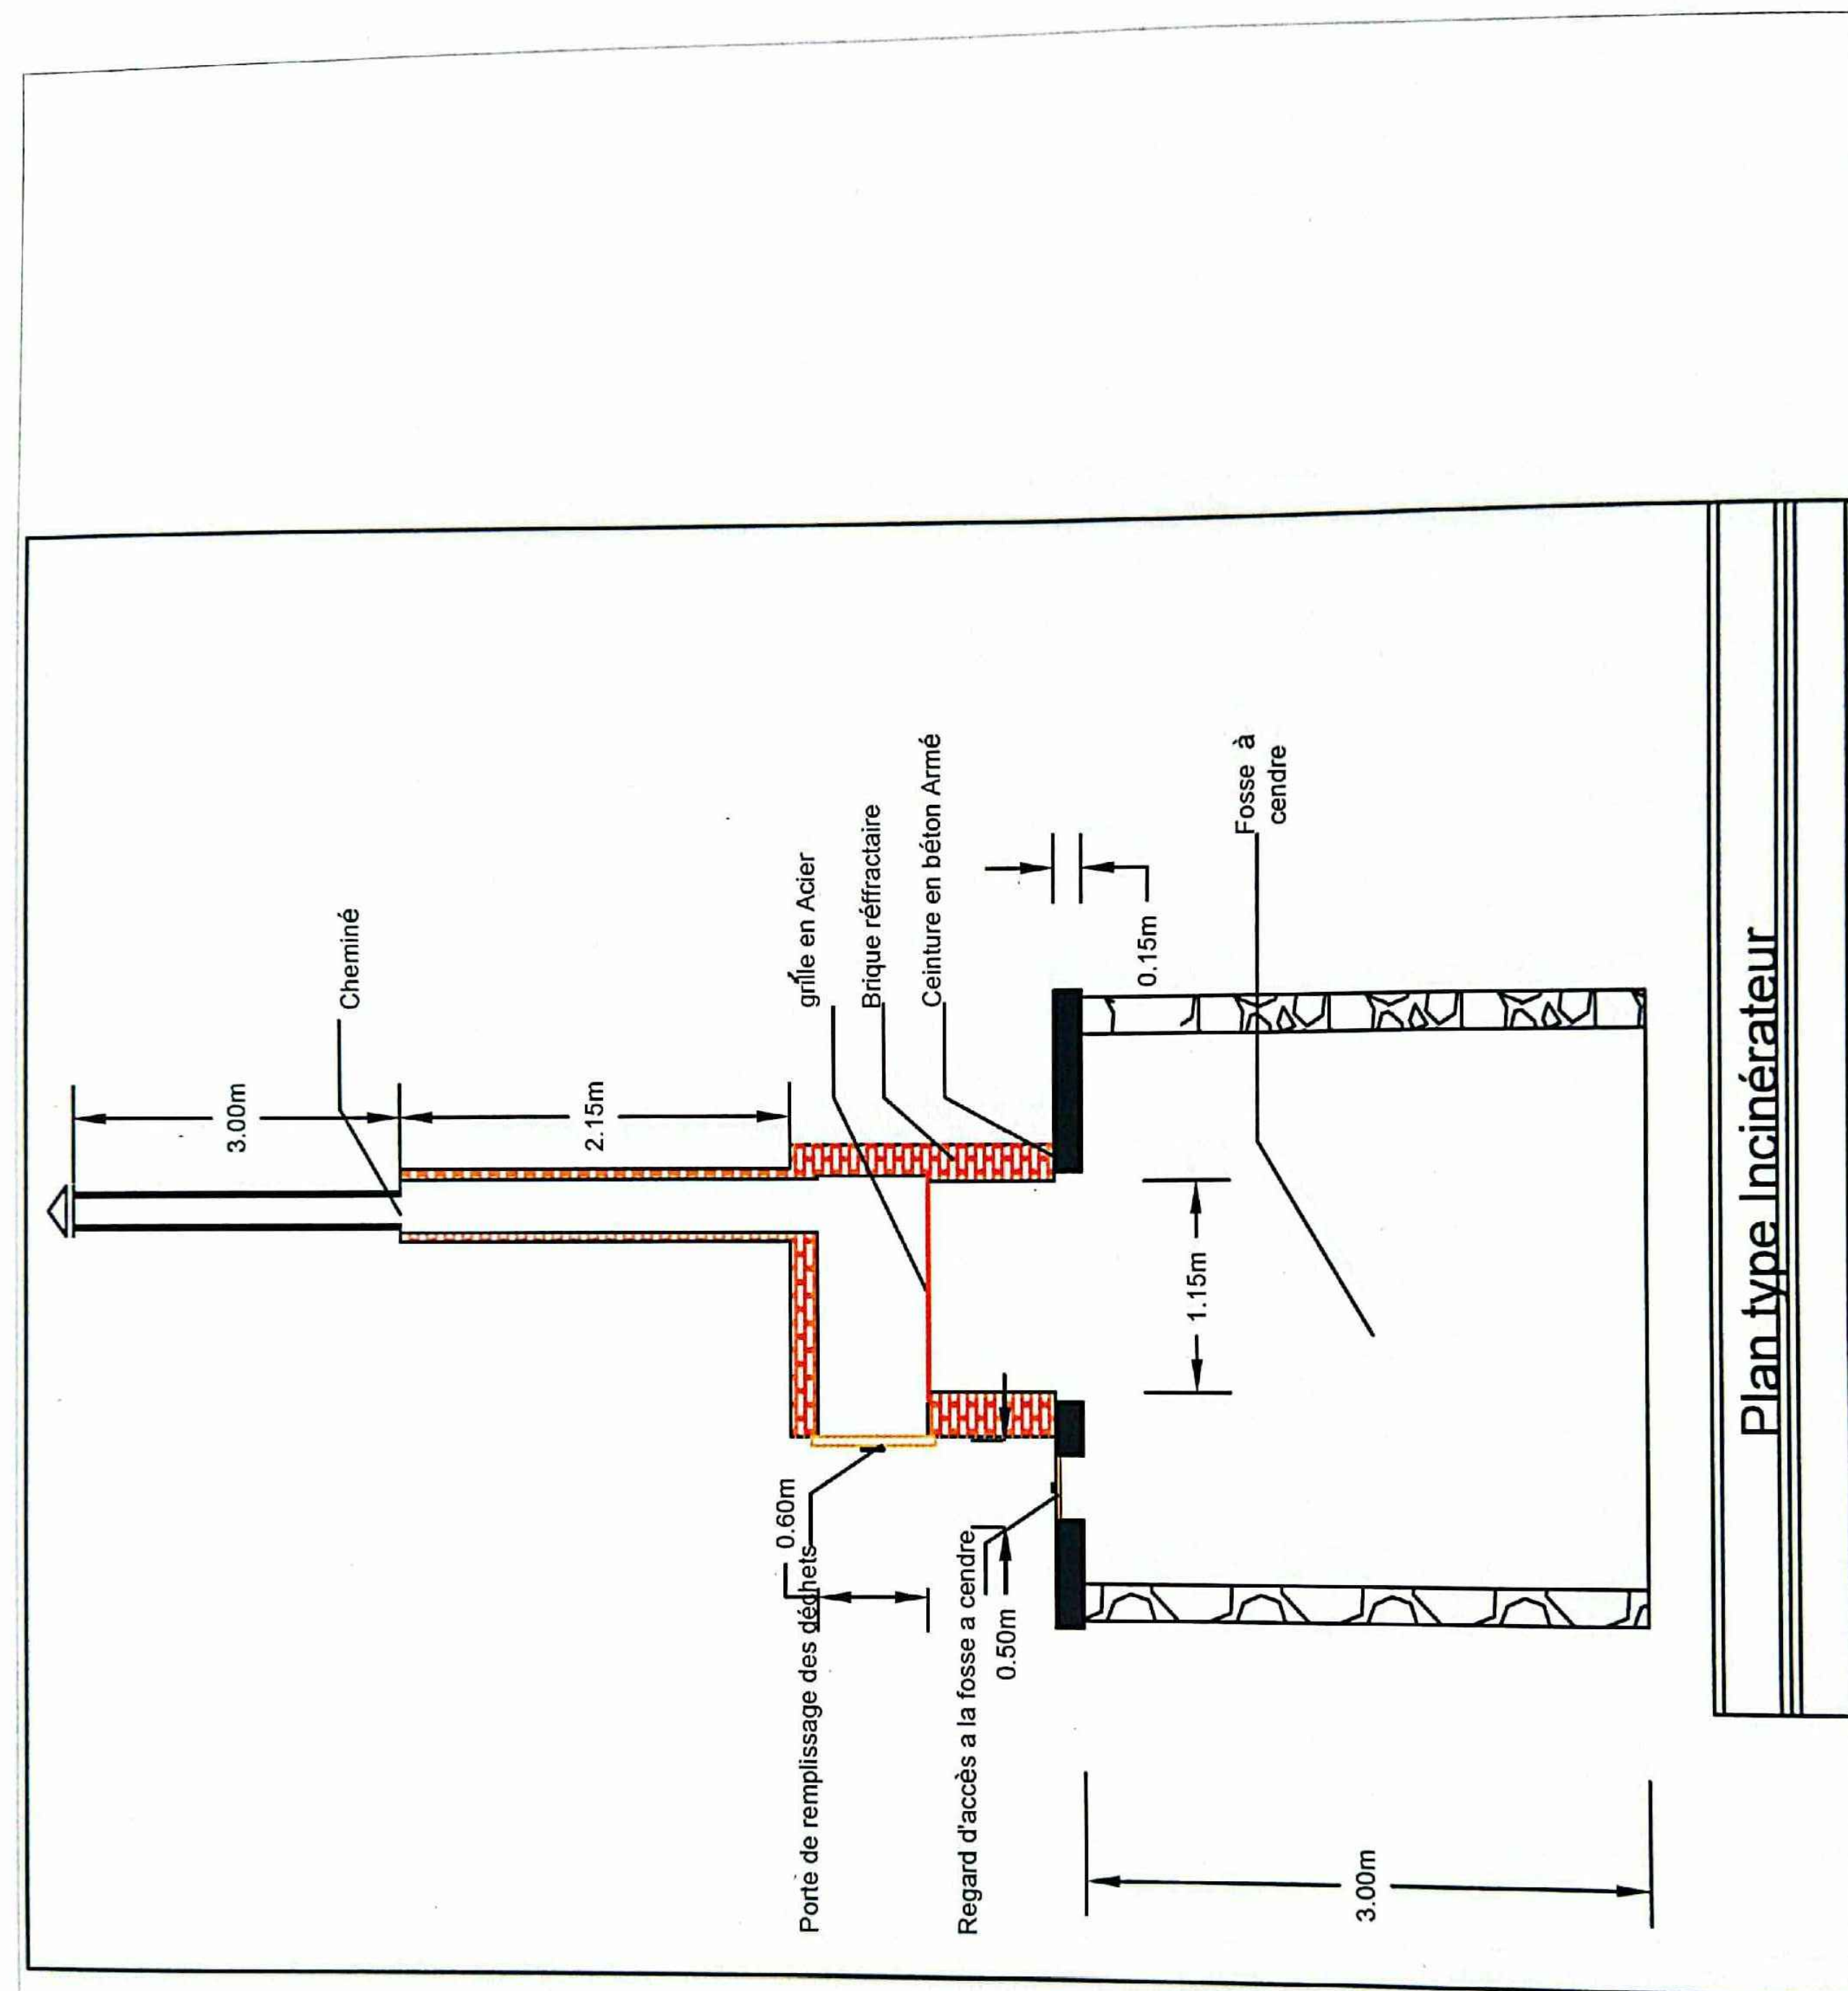 Cheminé
3.00m
2.15m
grille en Acier
Brique réffractaire
Ceinture en béton Armé
0.15m
Fosse à
cendre
1.15m
0.60m
Porte de remplissage des déchets
Regard d'accès a la fosse a cendre
0.50m
3.00m
Plan type Incinérateur